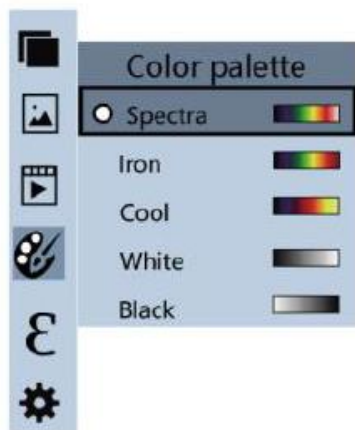 Color palette
Spectra
Iron
Cool
White
Black
ε